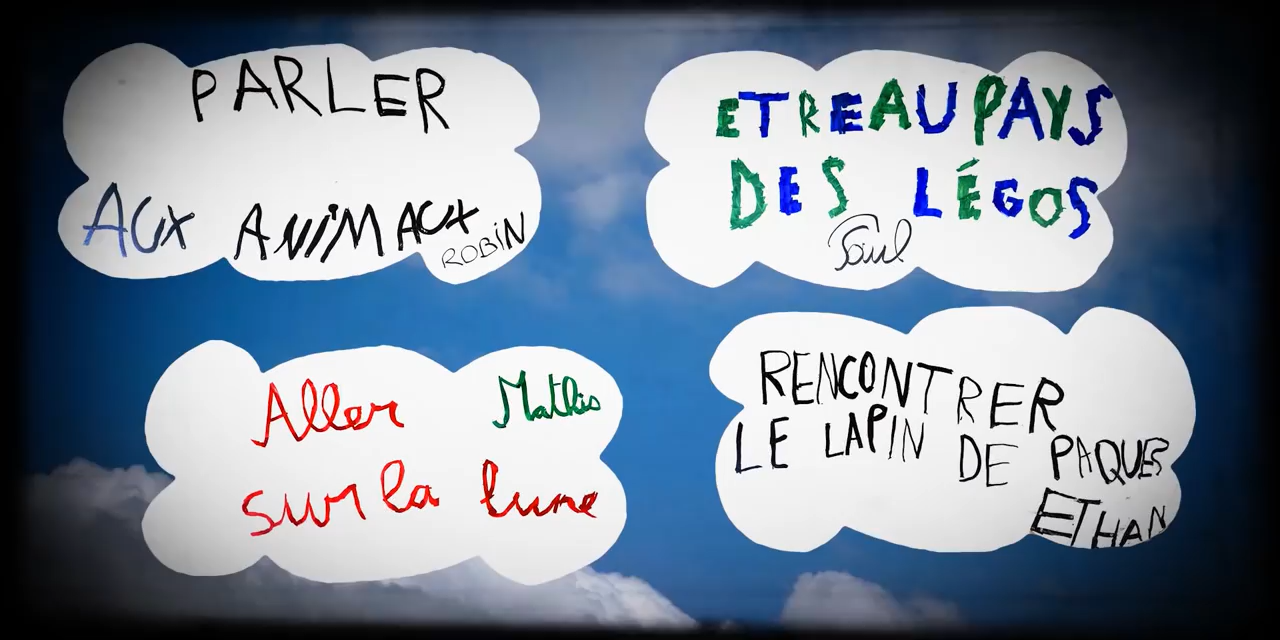 PARLER
AUX ANIMAUX
ROBIN
ETRE AU PAYS
DES LÉGOS
Saul
Aller
Mathis
sur la lune
RENCONTRER
LE LAPIN DE PAQUES
ETHAN